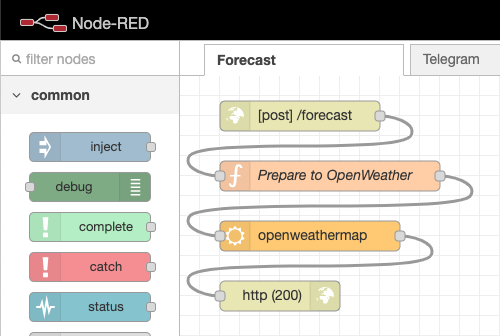 Node-RED
filter nodes
Forecast
Telegram
common
[post] /forecast
inject
Prepare to OpenWeather
debug
complete
openweathermap
catch
http (200)
status